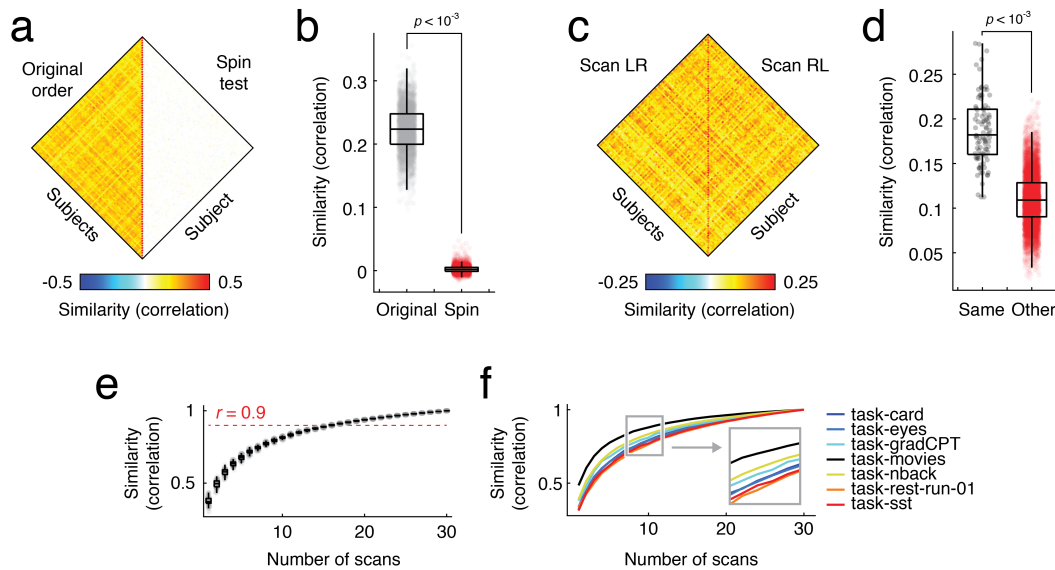 a
Original
order
Spin
test
Subjects
Subject
-0.5
0.5
Similarity (correlation)
b
p < 10⁻³
Similarity (correlation)
0.3
0.2
0.1
0
Original Spin
c
Scan LR
Scan RL
Subjects
Subject
-0.25
0.25
Similarity (correlation)
d
p < 10⁻³
Similarity (correlation)
0.25
0.2
0.15
0.1
0.05
Same Other
e
Similarity
(correlation)
1
0.5
r = 0.9
10
20
30
Number of scans
f
Similarity
(correlation)
1
0.5
10
20
30
Number of scans
task-card
task-eyes
task-gradCPT
task-movies
task-nback
task-rest-run-01
task-sst